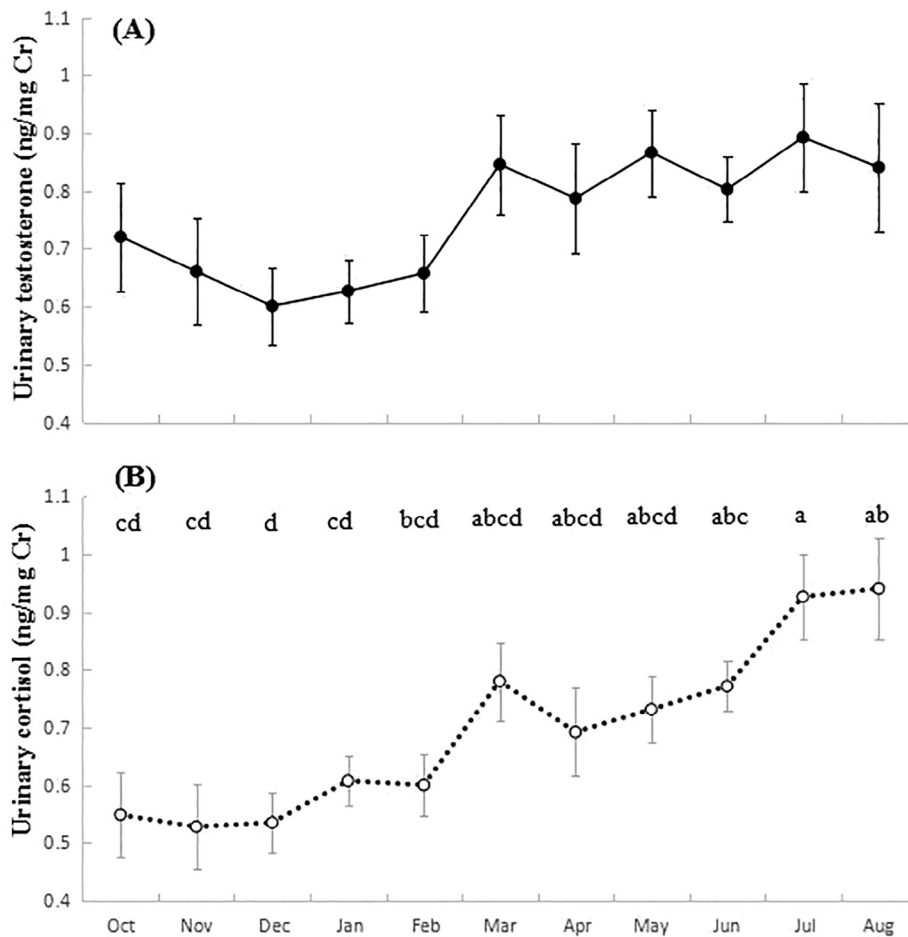 (A)
Urinary testosterone (ng/mg Cr)
1.1
1
0.9
0.8
0.7
0.6
0.5
0.4
(B)
Urinary cortisol (ng/mg Cr)
1.1
cd cd d cd bcd abcd abcd abcd abc a ab
1
0.9
0.8
0.7
0.6
0.5
0.4
Oct Nov Dec Jan Feb Mar Apr May Jun Jul Aug